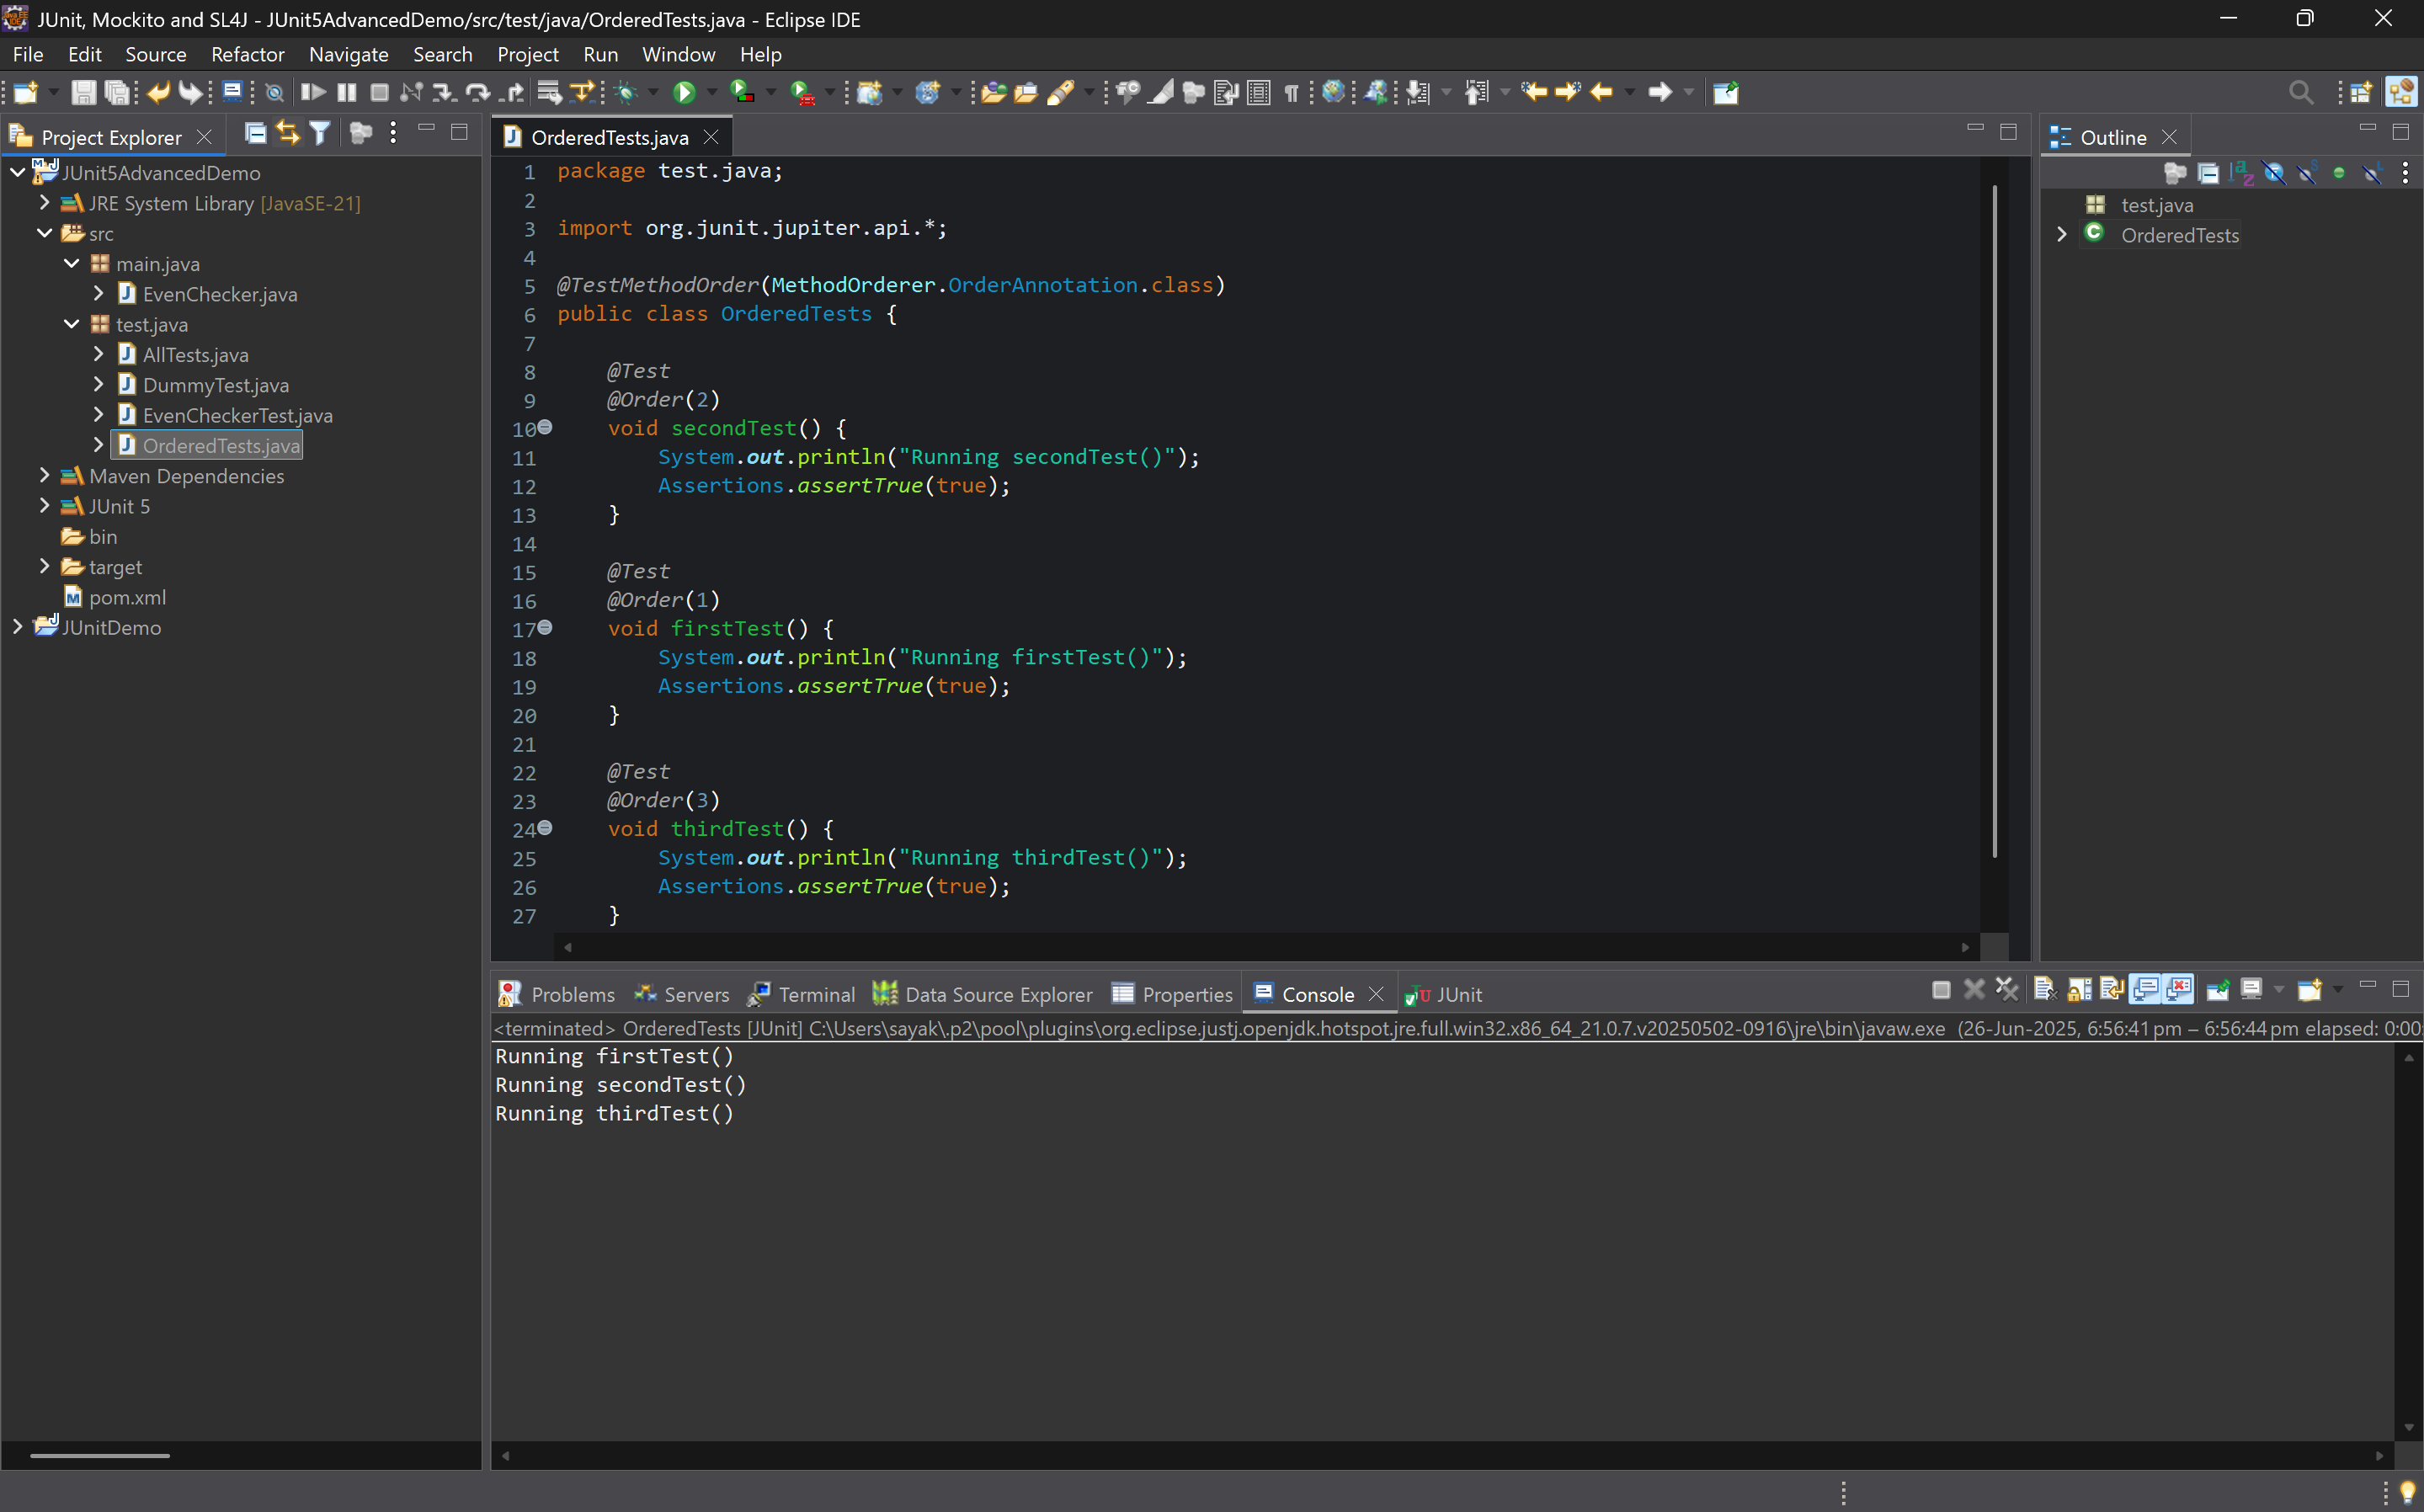 JUnit, Mockito and SL4J - JUnit5AdvancedDemo/src/test/java/OrderedTests.java - Eclipse IDE
File Edit Source Refactor Navigate Search Project Run Window Help
Project Explorer
JUnit5AdvancedDemo
JRE System Library [JavaSE-21]
src
main.java
EvenChecker.java
test.java
AllTests.java
DummyTest.java
EvenCheckerTest.java
OrderedTests.java
Maven Dependencies
JUnit 5
bin
target
pom.xml
JUnitDemo
OrderedTests.java
1 package test.java;
2
3 import org.junit.jupiter.api.*;
4
5 @TestMethodOrder(MethodOrderer.OrderAnnotation.class)
6 public class OrderedTests {
7
8 @Test
9 @Order(2)
10 void secondTest() {
11 System.out.println("Running secondTest()");
12 Assertions.assertTrue(true);
13 }
14
15 @Test
16 @Order(1)
17 void firstTest() {
18 System.out.println("Running firstTest()");
19 Assertions.assertTrue(true);
20 }
21
22 @Test
23 @Order(3)
24 void thirdTest() {
25 System.out.println("Running thirdTest()");
26 Assertions.assertTrue(true);
27 }
Outline
test.java
OrderedTests
Problems Servers Terminal Data Source Explorer Properties Console JUnit
<terminated> OrderedTests [JUnit] C:\Users\sayak\.p2\pool\plugins\org.eclipse.justj.openjdk.hotspot.jre.full.win32.x86_64_21.0.7.v20250502-0916\jre\bin\javaw.exe (26-Jun-2025, 6:56:41 pm – 6:56:44 pm elapsed: 0:00:
Running firstTest()
Running secondTest()
Running thirdTest()